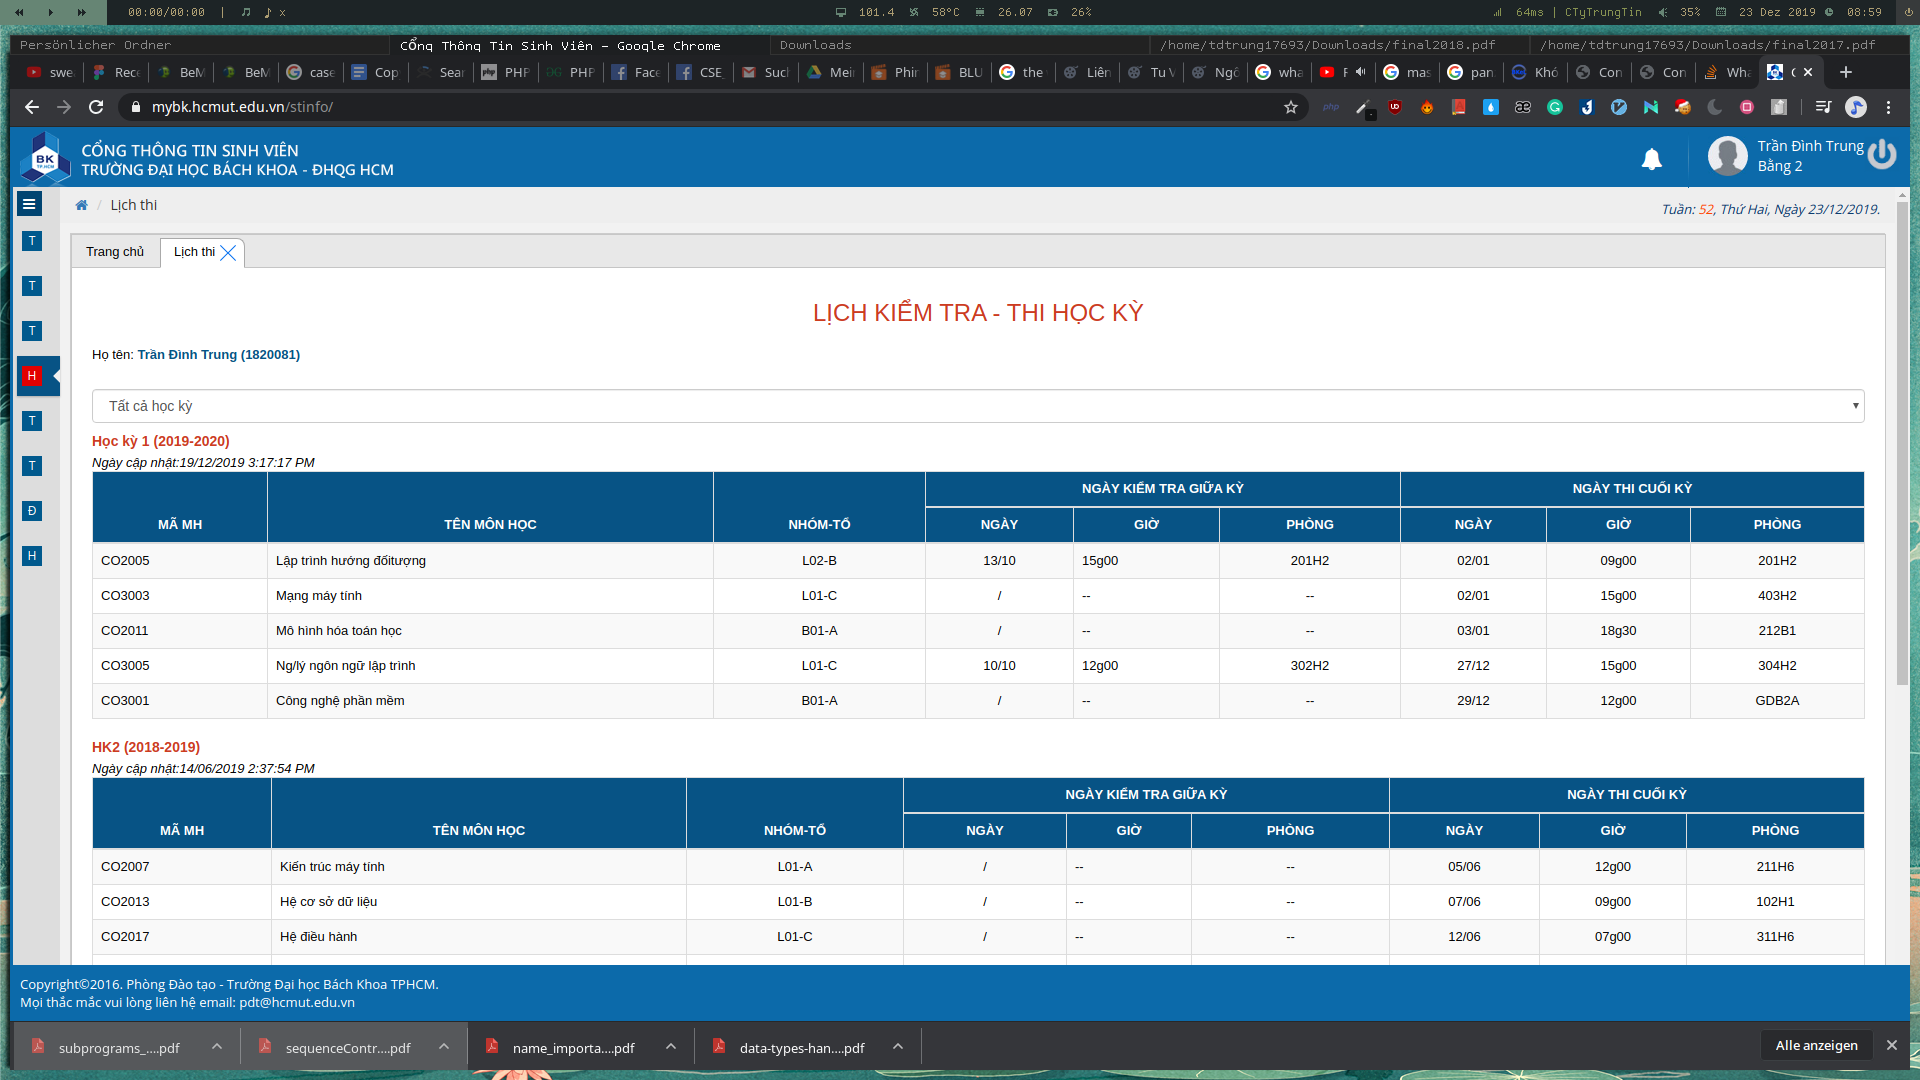 00:00/00:00 | x 101.4 58°C 26.07 26% 64ms | CTyTrungTin 35% 23 Dez 2019 08:59
Persönlicher Ordner Cổng Thông Tin Sinh Viên - Google Chrome Downloads /home/tdtrung17693/Downloads/final2018.pdf /home/tdtrung17693/Downloads/final2017.pdf
swe Rec BeM BeM case Cop Sear PHP PHP Face CSE_ Such Mei Phir BLU the Liên Tu V Ngô wha F mas pan Khó Con Con Wha
mybk.hcmut.edu.vn/stinfo/
CỔNG THÔNG TIN SINH VIÊN
TRƯỜNG ĐẠI HỌC BÁCH KHOA - ĐHQG HCM
BK
TP.HCM
Trần Đình Trung
Bằng 2
Lịch thi
Tuần: 52, Thứ Hai, Ngày 23/12/2019.
T
T
T
H
T
T
Đ
H
Trang chủ Lịch thi
LỊCH KIỂM TRA - THI HỌC KỲ
Họ tên: Trần Đình Trung (1820081)
Tất cả học kỳ
Học kỳ 1 (2019-2020)
Ngày cập nhật:19/12/2019 3:17:17 PM
MÃ MH TÊN MÔN HỌC NHÓM-TỔ NGÀY KIỂM TRA GIỮA KỲ NGÀY THI CUỐI KỲ
NGÀY GIỜ PHÒNG NGÀY GIỜ PHÒNG
CO2005 Lập trình hướng đốitượng L02-B 13/10 15g00 201H2 02/01 09g00 201H2
CO3003 Mạng máy tính L01-C / -- -- 02/01 15g00 403H2
CO2011 Mô hình hóa toán học B01-A / -- -- 03/01 18g30 212B1
CO3005 Ng/lý ngôn ngữ lập trình L01-C 10/10 12g00 302H2 27/12 15g00 304H2
CO3001 Công nghệ phần mềm B01-A / -- -- 29/12 12g00 GDB2A
HK2 (2018-2019)
Ngày cập nhật:14/06/2019 2:37:54 PM
MÃ MH TÊN MÔN HỌC NHÓM-TỔ NGÀY KIỂM TRA GIỮA KỲ NGÀY THI CUỐI KỲ
NGÀY GIỜ PHÒNG NGÀY GIỜ PHÒNG
CO2007 Kiến trúc máy tính L01-A / -- -- 05/06 12g00 211H6
CO2013 Hệ cơ sở dữ liệu L01-B / -- -- 07/06 09g00 102H1
CO2017 Hệ điều hành L01-C / -- -- 12/06 07g00 311H6
Copyright©2016. Phòng Đào tạo - Trường Đại học Bách Khoa TPHCM.
Mọi thắc mắc vui lòng liên hệ email: pdt@hcmut.edu.vn
subprograms_....pdf sequenceContr....pdf name_importa....pdf data-types-han....pdf Alle anzeigen